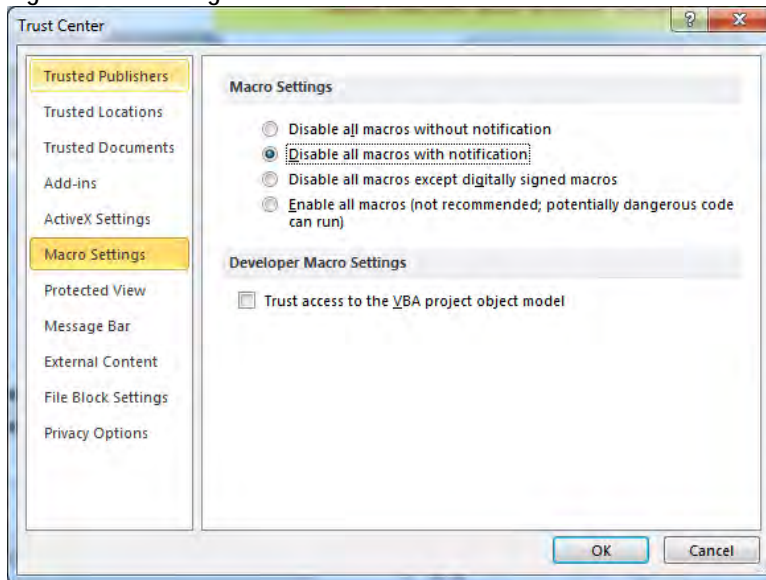 Trust Center
Trusted Publishers
Trusted Locations
Trusted Documents
Add-ins
ActiveX Settings
Macro Settings
Protected View
Message Bar
External Content
File Block Settings
Privacy Options
Macro Settings
Disable all macros without notification
Disable all macros with notification
Disable all macros except digitally signed macros
Enable all macros (not recommended; potentially dangerous code
can run)
Developer Macro Settings
Trust access to the VBA project object model
OK
Cancel